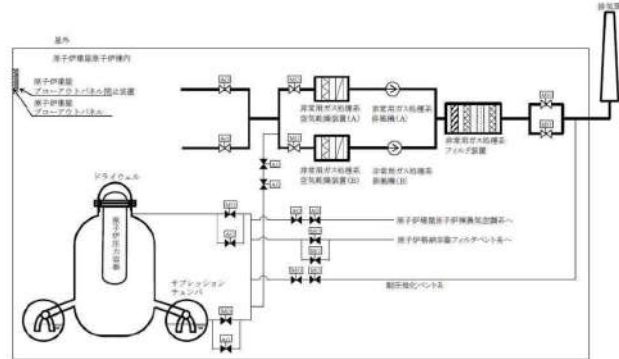 排気筒
屋外
原子炉建屋原子炉棟内
原子炉建屋
ブローアウトパネル閉止装置
原子炉建屋
ブローアウトパネル
AO
AO
MO
MO
非常用ガス処理系
空気乾燥装置(A)
非常用ガス処理系
排風機(A)
非常用ガス処理系
空気乾燥装置(B)
非常用ガス処理系
排風機(B)
非常用ガス処理系
フィルタ装置
MO
MO
ドライウェル
原子炉圧力容器
サプレッション
チェンバ
原子炉建屋原子炉棟換気空調系へ
原子炉格納容器フィルタベント系へ
耐圧強化ベント系